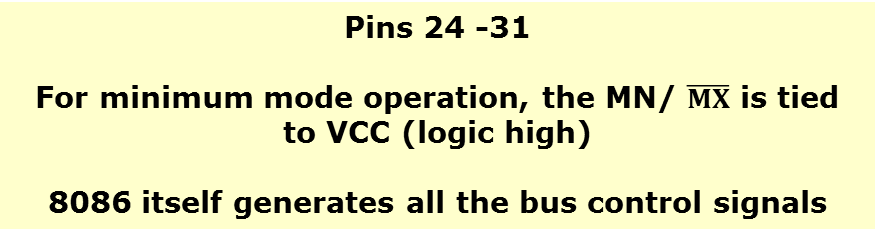 Pins 24 -31
For minimum mode operation, the MN/ M̅X̅ is tied
to VCC (logic high)
8086 itself generates all the bus control signals